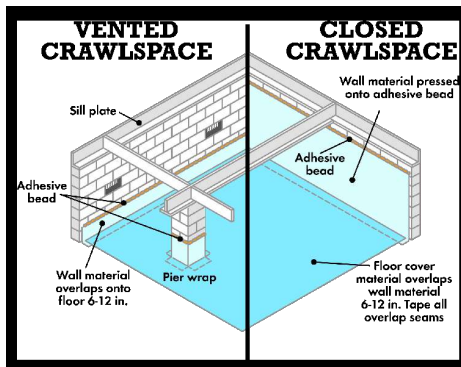 VENTED
CRAWLSPACE
CLOSED
CRAWLSPACE
Wall material pressed
onto adhesive bead
Sill plate
Adhesive
bead
Adhesive
bead
Wall material
overlaps onto
floor 6-12 in.
Pier wrap
Floor cover
material overlaps
wall material
6-12 in. Tape all
overlap seams